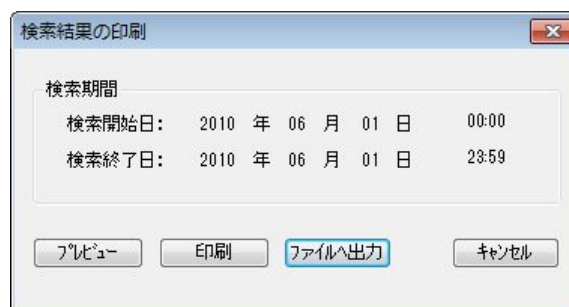 検索結果の印刷
検索期間
検索開始日: 2010 年 06 月 01 日 00:00
検索終了日: 2010 年 06 月 01 日 23:59
プレビュー 印刷 ファイルへ出力 キャンセル